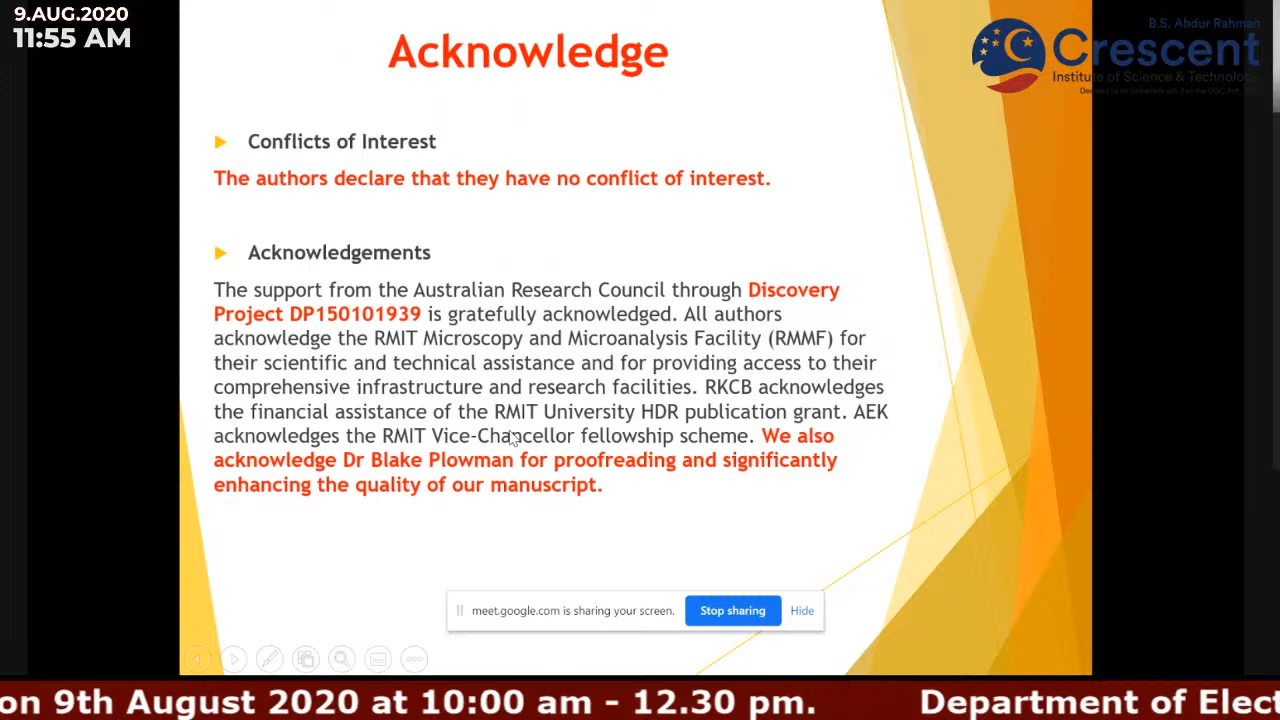 9.AUG.2020
11:55 AM
B.S. Abdur Rahman
Crescent
Institute of Science & Technology
Acknowledge
Conflicts of Interest
The authors declare that they have no conflict of interest.
Acknowledgements
The support from the Australian Research Council through Discovery
Project DP150101939 is gratefully acknowledged. All authors
acknowledge the RMIT Microscopy and Microanalysis Facility (RMMF) for
their scientific and technical assistance and for providing access to their
comprehensive infrastructure and research facilities. RKCB acknowledges
the financial assistance of the RMIT University HDR publication grant. AEK
acknowledges the RMIT Vice-Chancellor fellowship scheme. We also
acknowledge Dr Blake Plowman for proofreading and significantly
enhancing the quality of our manuscript.
meet.google.com is sharing your screen. Stop sharing Hide
on 9th August 2020 at 10:00 am - 12.30 pm. Department of Elect